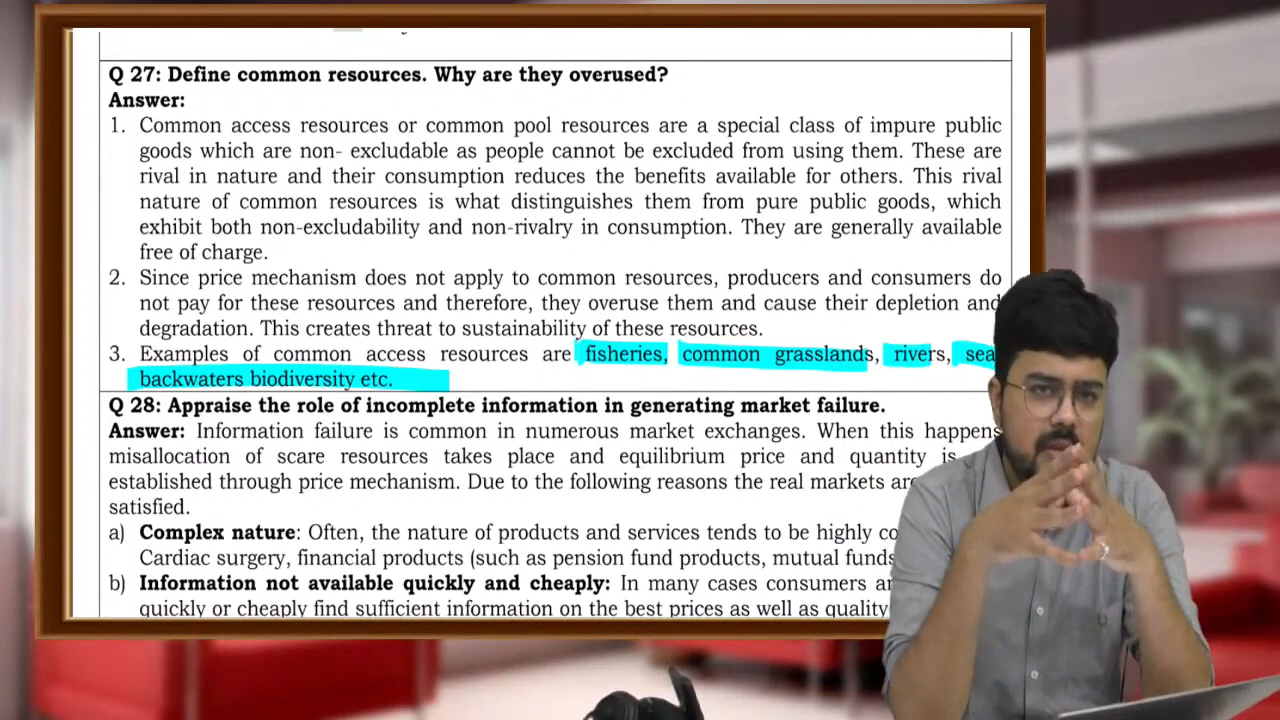 Q 27: Define common resources. Why are they overused?
Answer:
1. Common access resources or common pool resources are a special class of impure public
goods which are non- excludable as people cannot be excluded from using them. These are
rival in nature and their consumption reduces the benefits available for others. This rival
nature of common resources is what distinguishes them from pure public goods, which
exhibit both non-excludability and non-rivalry in consumption. They are generally available
free of charge.
2. Since price mechanism does not apply to common resources, producers and consumers do
not pay for these resources and therefore, they overuse them and cause their depletion and
degradation. This creates threat to sustainability of these resources.
3. Examples of common access resources are fisheries, common grasslands, rivers, sea
backwaters biodiversity etc.
Q 28: Appraise the role of incomplete information in generating market failure.
Answer: Information failure is common in numerous market exchanges. When this happens
misallocation of scare resources takes place and equilibrium price and quantity is
established through price mechanism. Due to the following reasons the real markets are
satisfied.
a) Complex nature: Often, the nature of products and services tends to be highly
Cardiac surgery, financial products (such as pension fund products, mutual funds
b) Information not available quickly and cheaply: In many cases consumers
quickly or cheaply find sufficient information on the best prices as well as quality